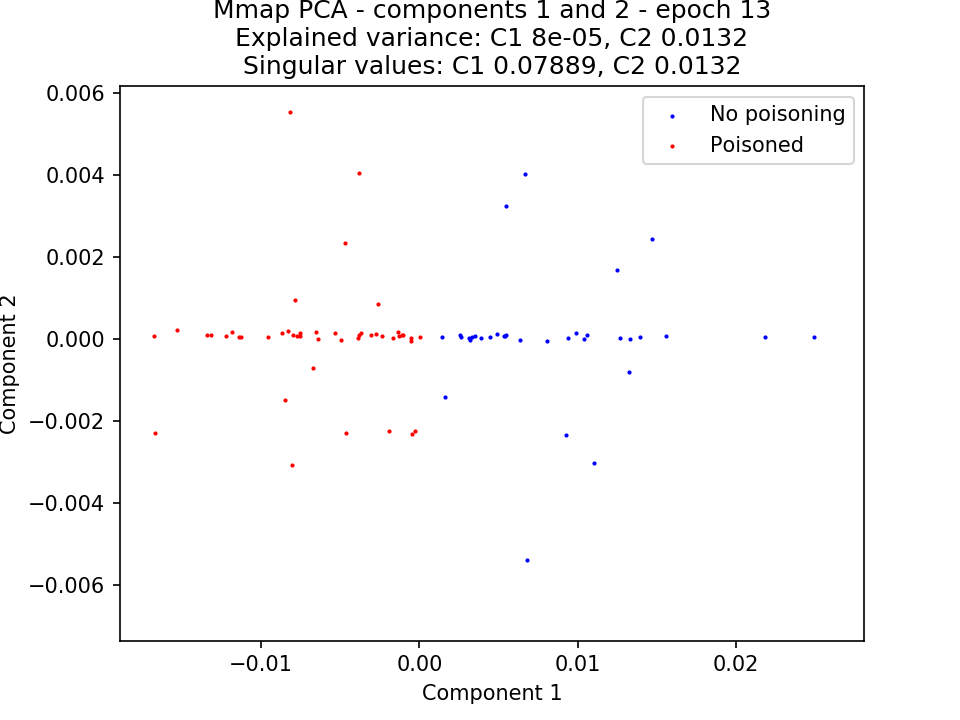 Mmap PCA - components 1 and 2 - epoch 13
Explained variance: C1 8e-05, C2 0.0132
Singular values: C1 0.07889, C2 0.0132
No poisoning
Poisoned
0.006
0.004
0.002
0.000
−0.002
−0.004
−0.006
Component 2
−0.01
0.00
0.01
0.02
Component 1